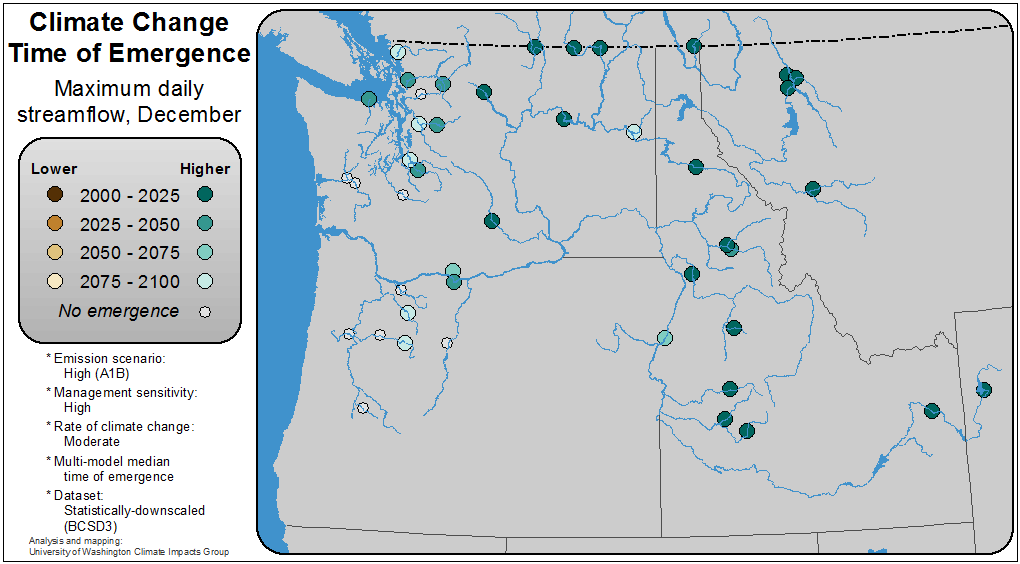 Climate Change
Time of Emergence
Maximum daily
streamflow, December
Lower Higher
2000 - 2025
2025 - 2050
2050 - 2075
2075 - 2100
No emergence
* Emission scenario:
High (A1B)
* Management sensitivity:
High
* Rate of climate change:
Moderate
* Multi-model median
time of emergence
* Dataset:
Statistically-downscaled
(BCSD3)
Analysis and mapping:
University of Washington Climate Impacts Group